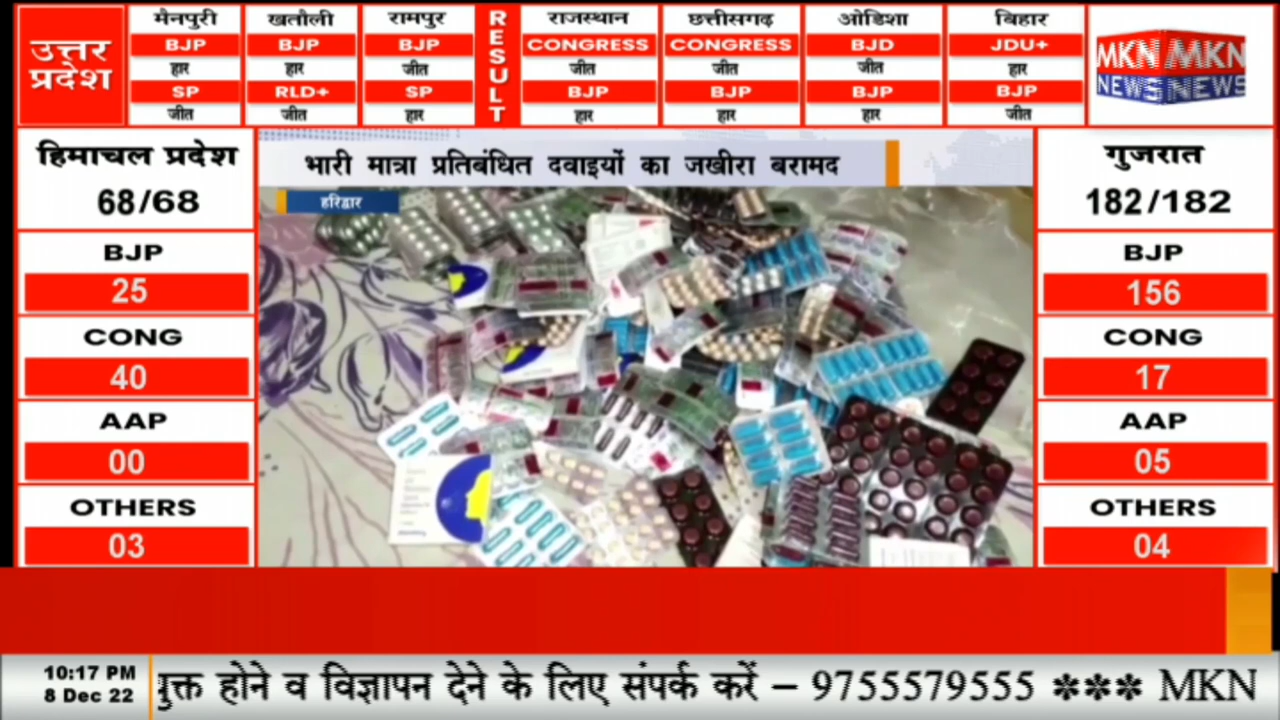 उत्तर
प्रदेश
मैनपुरी
BJP
हार
SP
जीत
खतौली
BJP
हार
RLD+
जीत
रामपुर
BJP
जीत
SP
हार
RESULT
राजस्थान
CONGRESS
जीत
BJP
हार
छत्तीसगढ़
CONGRESS
जीत
BJP
हार
ओडिशा
BJD
जीत
BJP
हार
बिहार
JDU+
हार
BJP
जीत
MKN MKN
NEWS NEWS
हिमाचल प्रदेश
68/68
BJP
25
CONG
40
AAP
00
OTHERS
03
भारी मात्रा प्रतिबंधित दवाइयों का जखीरा बरामद
हरिद्वार
गुजरात
182/182
BJP
156
CONG
17
AAP
05
OTHERS
04
10:17 PM
8 Dec 22
युक्त होने व विज्ञापन देने के लिए संपर्क करें – 9755579555 *** MKN